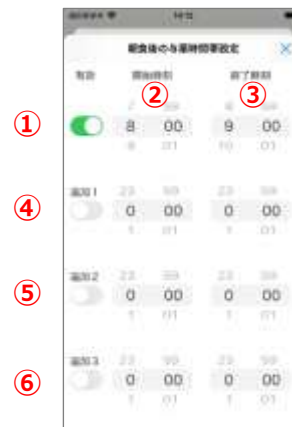 朝食後の与薬時間帯設定 ×
有効 開始時刻 終了時刻
② ③
① 8 00 9 00
9 01 10 01
追加1 23 59 23 59
④ 0 00 0 00
1 01 1 01
追加2 23 59 23 59
⑤ 0 00 0 00
1 01 1 01
追加3 23 59 23 59
⑥ 0 00 0 00
1 01 1 01